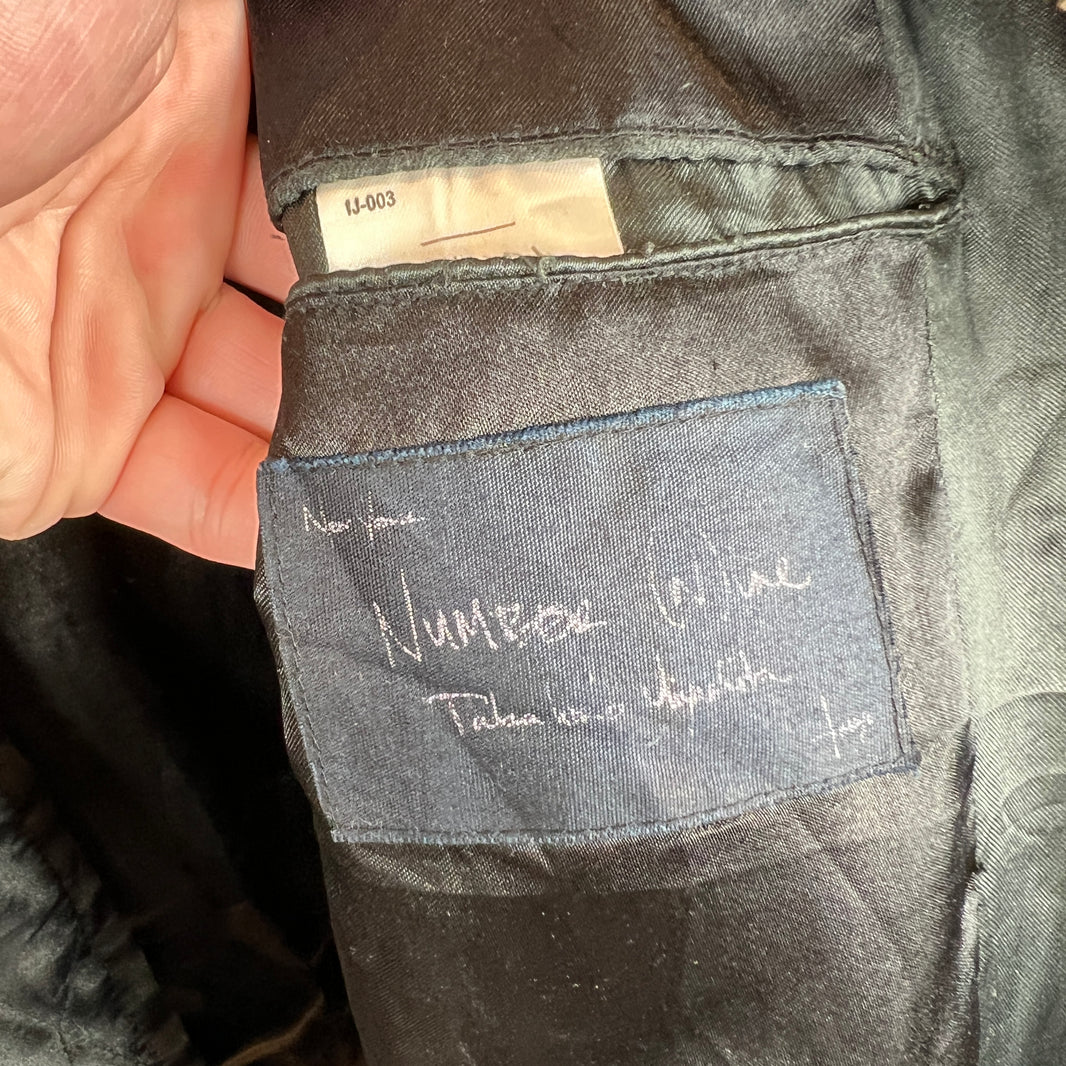 IJ-003
New York
Number (N)ine
Takahiro Miyashita